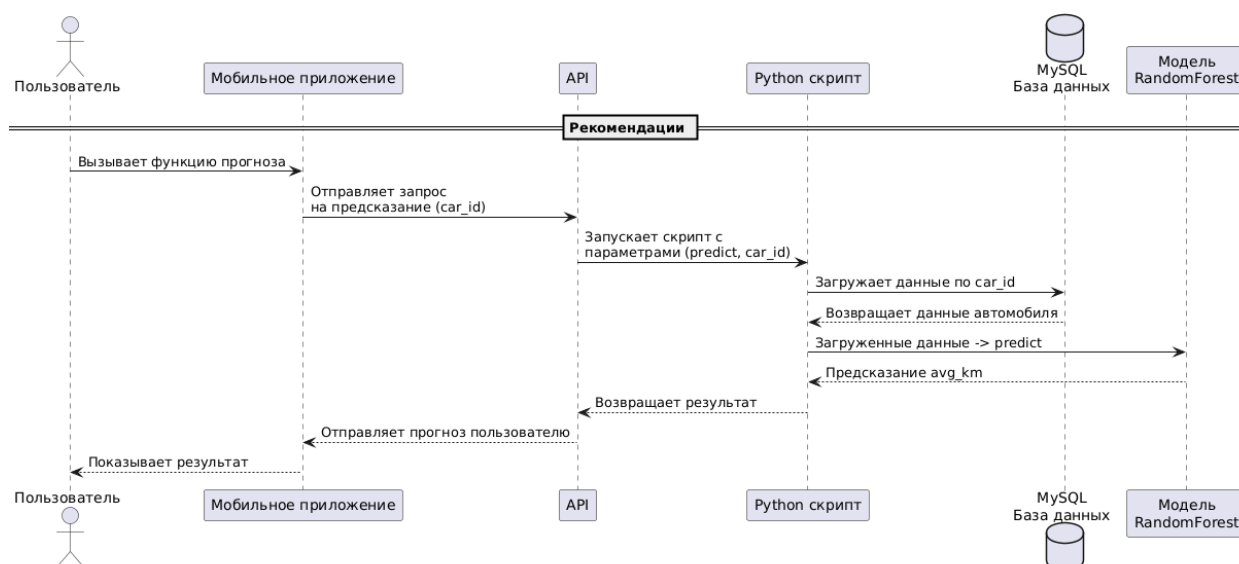 Пользователь
Мобильное приложение
API
Python скрипт
MySQL
База данных
Модель
RandomForest
Рекомендации
Вызывает функцию прогноза
Отправляет запрос
на предсказание (car_id)
Запускает скрипт с
параметрами (predict, car_id)
Загружает данные по car_id
Возвращает данные автомобиля
Загруженные данные -> predict
Предсказание avg_km
Возвращает результат
Отправляет прогноз пользователю
Показывает результат
Пользователь
Мобильное приложение
API
Python скрипт
MySQL
База данных
Модель
RandomForest